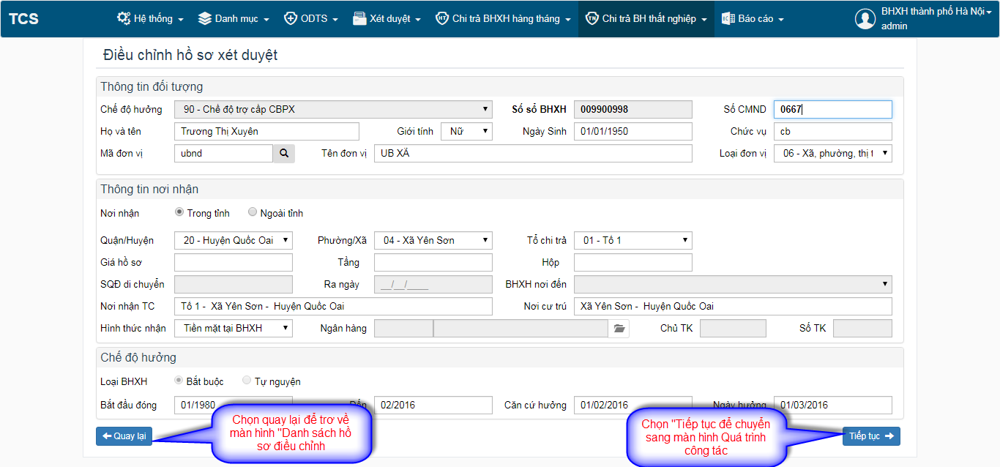 TCS Hệ thống Danh mục ODTS Xét duyệt Chi trả BHXH hàng tháng Chi trả BH thất nghiệp Báo cáo BHXH thành phố Hà Nội
admin
Điều chỉnh hồ sơ xét duyệt
Thông tin đối tượng
Chế độ hưởng 90 - Chế độ trợ cấp CBPX Số sổ BHXH 009900998 Số CMND 0667
Họ và tên Trương Thị Xuyên Giới tính Nữ Ngày Sinh 01/01/1950 Chức vụ cb
Mã đơn vị ubnd Tên đơn vị UB XÃ Loại đơn vị 06 - Xã, phường, thị t
Thông tin nơi nhận
Nơi nhận Trong tỉnh Ngoài tỉnh
Quận/Huyện 20 - Huyện Quốc Oai Phường/Xã 04 - Xã Yên Sơn Tổ chi trả 01 - Tổ 1
Giá hồ sơ Tầng Hộp
SQĐ di chuyển Ra ngày __/__/____ BHXH nơi đến
Nơi nhận TC Tổ 1 - Xã Yên Sơn - Huyện Quốc Oai Nơi cư trú Xã Yên Sơn - Huyện Quốc Oai
Hình thức nhận Tiền mặt tại BHXH Ngân hàng Chủ TK Số TK
Chế độ hưởng
Loại BHXH Bắt buộc Tự nguyện
Bắt đầu đóng 01/1980 Đến 02/2016 Căn cứ hưởng 01/02/2016 Ngày hưởng 01/03/2016
Quay lại
Chọn quay lại để trơ về
màn hình "Danh sách hồ
sơ điều chỉnh
Chọn "Tiếp tục để chuyển
sang màn hình Quá trình
công tác
Tiếp tục